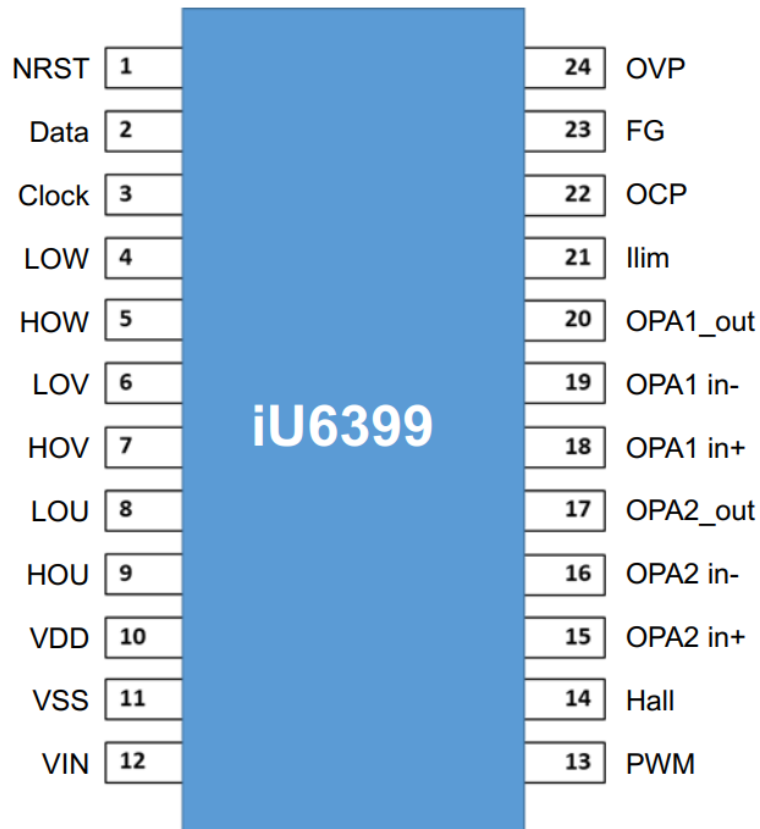 NRST 1 24 OVP
Data 2 23 FG
Clock 3 22 OCP
LOW 4 21 Ilim
HOW 5 20 OPA1_out
LOV 6 19 OPA1 in-
iU6399
HOV 7 18 OPA1 in+
LOU 8 17 OPA2_out
HOU 9 16 OPA2 in-
VDD 10 15 OPA2 in+
VSS 11 14 Hall
VIN 12 13 PWM